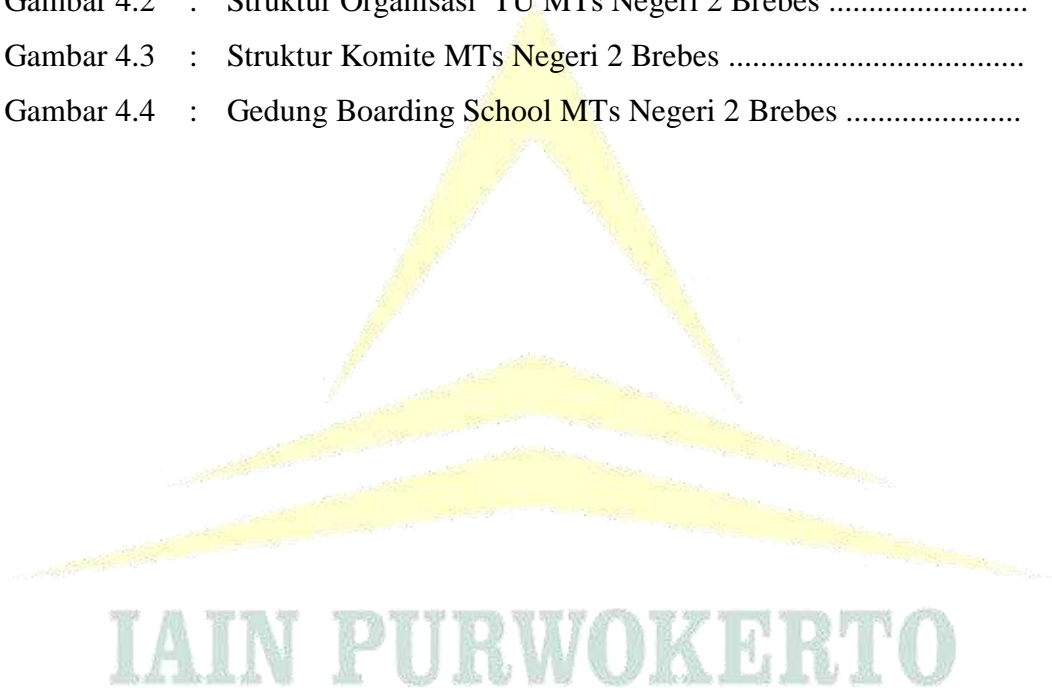 Gambar 4.2 : Struktur Organisasi TU MTs Negeri 2 Brebes .........................
Gambar 4.3 : Struktur Komite MTs Negeri 2 Brebes .....................................
Gambar 4.4 : Gedung Boarding School MTs Negeri 2 Brebes ......................
IAIN PURWOKERTO